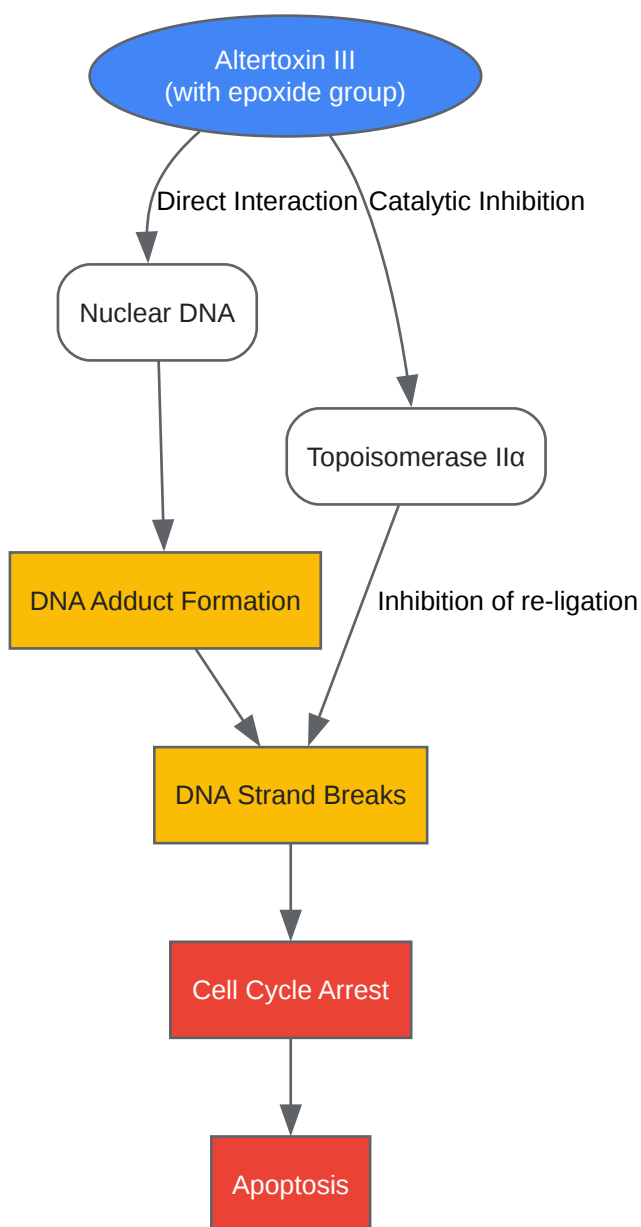 Altertoxin III
(with epoxide group)
Direct Interaction
Catalytic Inhibition
Nuclear DNA
Topoisomerase IIα
DNA Adduct Formation
Inhibition of re-ligation
DNA Strand Breaks
Cell Cycle Arrest
Apoptosis